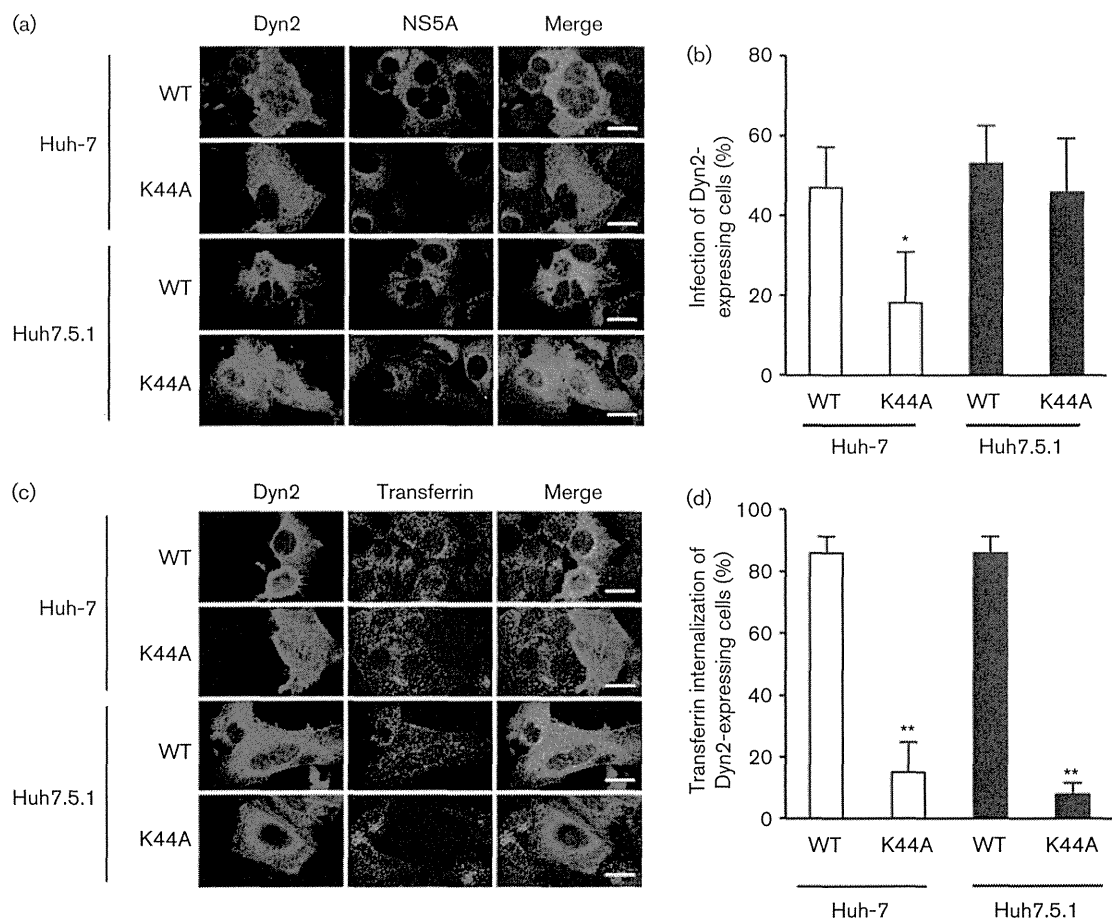 (a)
Dyn2 NS5A Merge
Huh-7
WT
K44A
Huh7.5.1
WT
K44A
(b)
Infection of Dyn2-
expressing cells (%)
80
60
40
20
0
*
WT K44A WT K44A
Huh-7 Huh7.5.1
(c)
Dyn2 Transferrin Merge
Huh-7
WT
K44A
Huh7.5.1
WT
K44A
(d)
Transferrin internalization of
Dyn2-expressing cells (%)
100
80
60
40
20
0
**
**
WT K44A WT K44A
Huh-7 Huh7.5.1